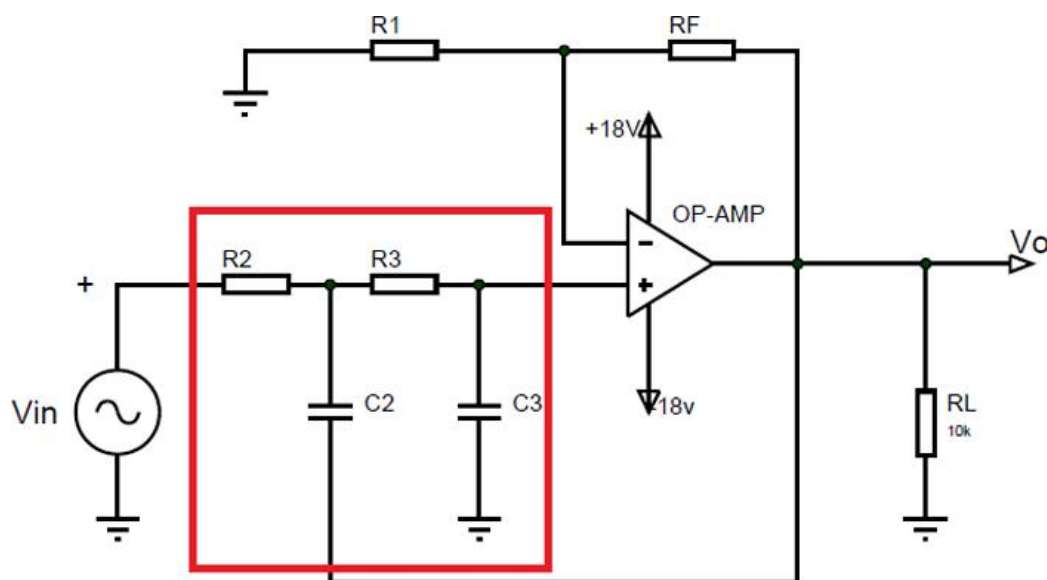 R1
RF
+18V
OP-AMP
Vo
R2
R3
+
−
+
Vin
C2
C3
-18v
RL
10k